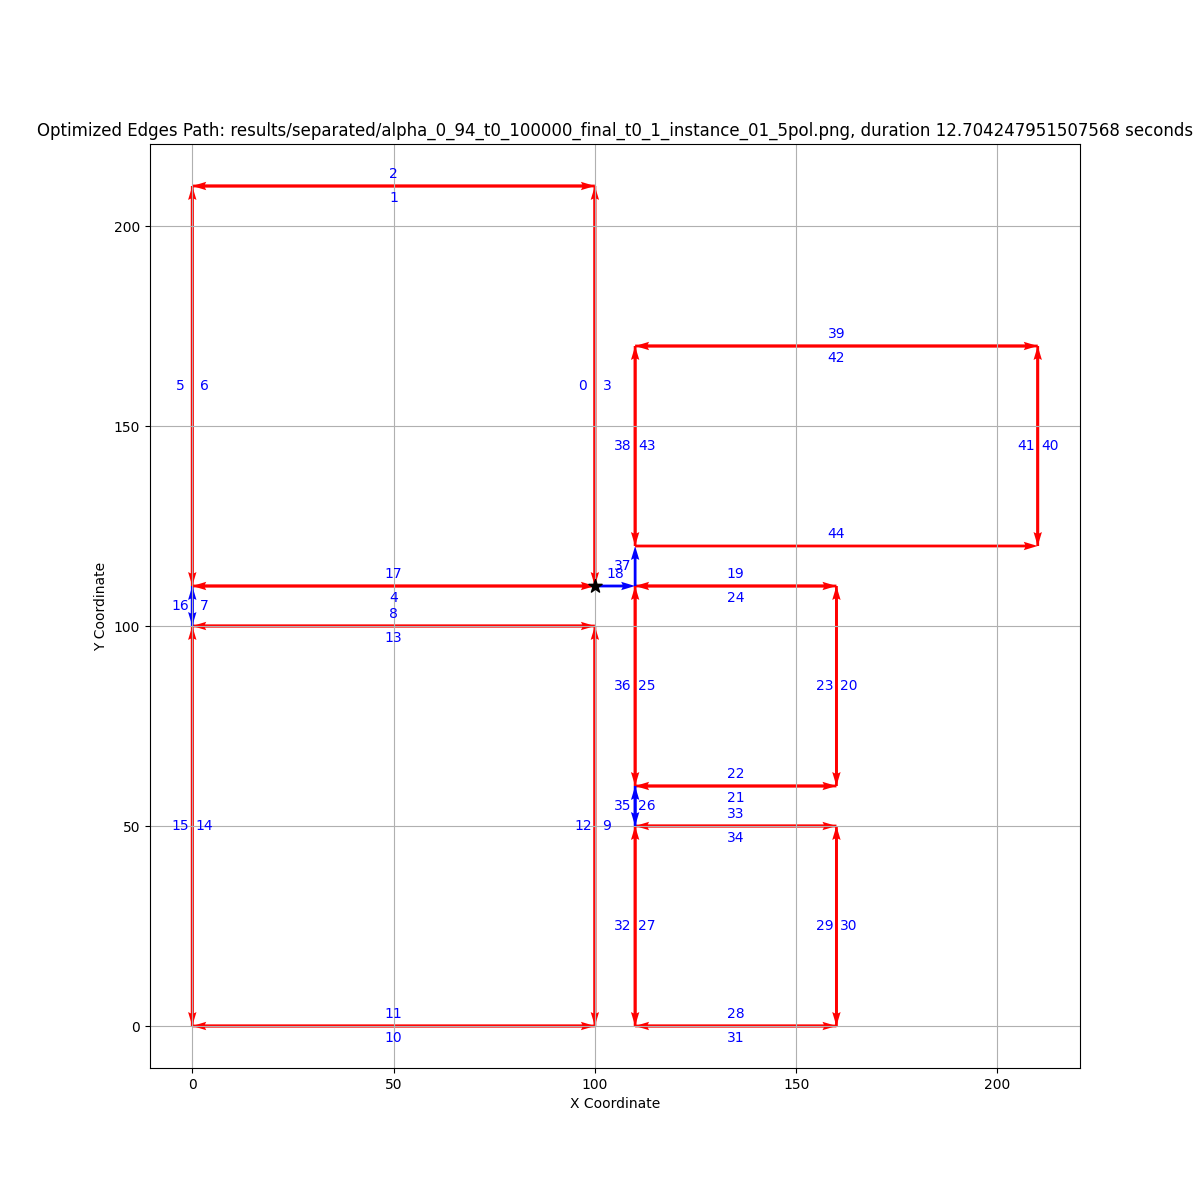 Optimized Edges Path: results/separated/alpha_0_94_t0_100000_final_t0_1_instance_01_5pol.png, duration 12.704247951507568 seconds
2
1
200
39
42
5 6 0 3
150
38 43 41 40
44
37
17 18 19
4 24
16 7 8
100
13
36 25 23 20
22
35 26 21
33
50
15 14 12 9
34
32 27 29 30
11 28
0
10 31
0 50 100 150 200
X Coordinate
Y Coordinate